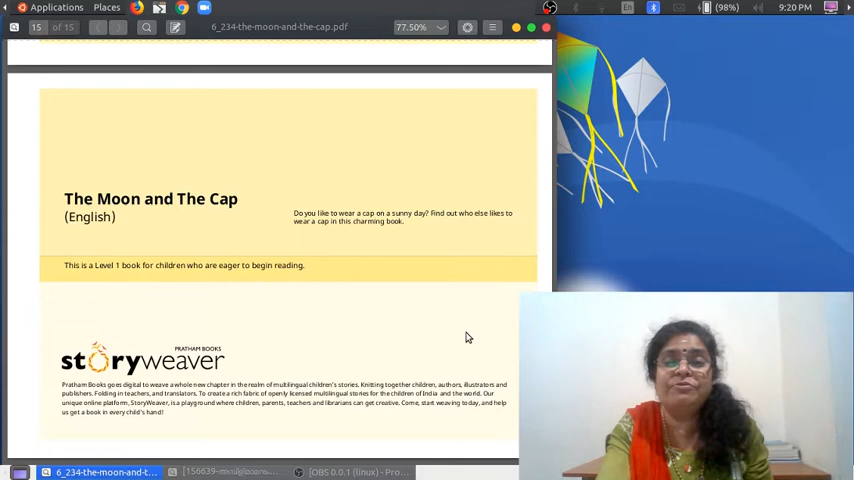 Applications Places En (98%) 9:20 PM
15 of 15 6_234-the-moon-and-the-cap.pdf 77.50%
The Moon and The Cap
(English)
Do you like to wear a cap on a sunny day? Find out who else likes to
wear a cap in this charming book.
This is a Level 1 book for children who are eager to begin reading.
PRATHAM BOOKS
storyweaver
Pratham Books goes digital to weave a whole new chapter in the realm of multilingual children's stories. Knitting together children, authors, illustrators and
publishers. Folding in teachers, and translators. To create a rich fabric of openly licensed multilingual stories for the children of India and the world. Our
unique online platform, StoryWeaver, is a playground where children, parents, teachers and librarians can get creative. Come, start weaving today, and help
us get a book in every child's hand!
6_234-the-moon-and-t... [OBS 0.0.1 (linux) - Pro...